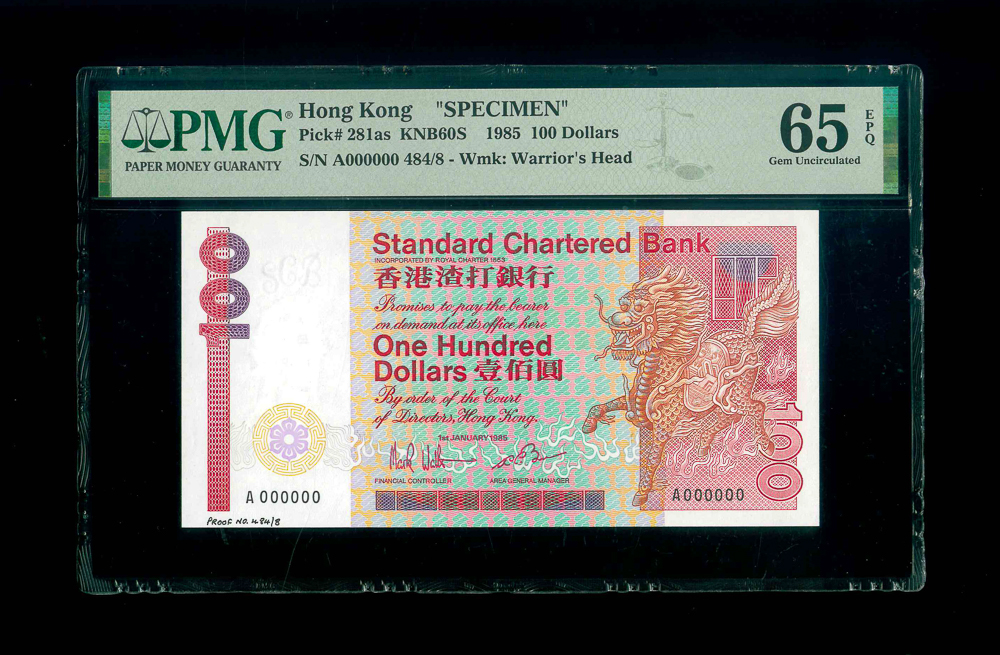 PMG®
PAPER MONEY GUARANTY
Hong Kong "SPECIMEN"
Pick# 281as KNB60S 1985 100 Dollars
S/N A000000 484/8 - Wmk: Warrior's Head
65
Gem Uncirculated
EPQ
100
SCB
Standard Chartered Bank
INCORPORATED BY ROYAL CHARTER 1853
香港渣打銀行
Promises to pay the bearer
on demand at its office here
One Hundred
Dollars 壹佰圓
By order of the Court
of Directors, Hong Kong.
1st JANUARY 1985
FINANCIAL CONTROLLER AREA GENERAL MANAGER
A 000000
A000000
100
PROOF NO. 484/8